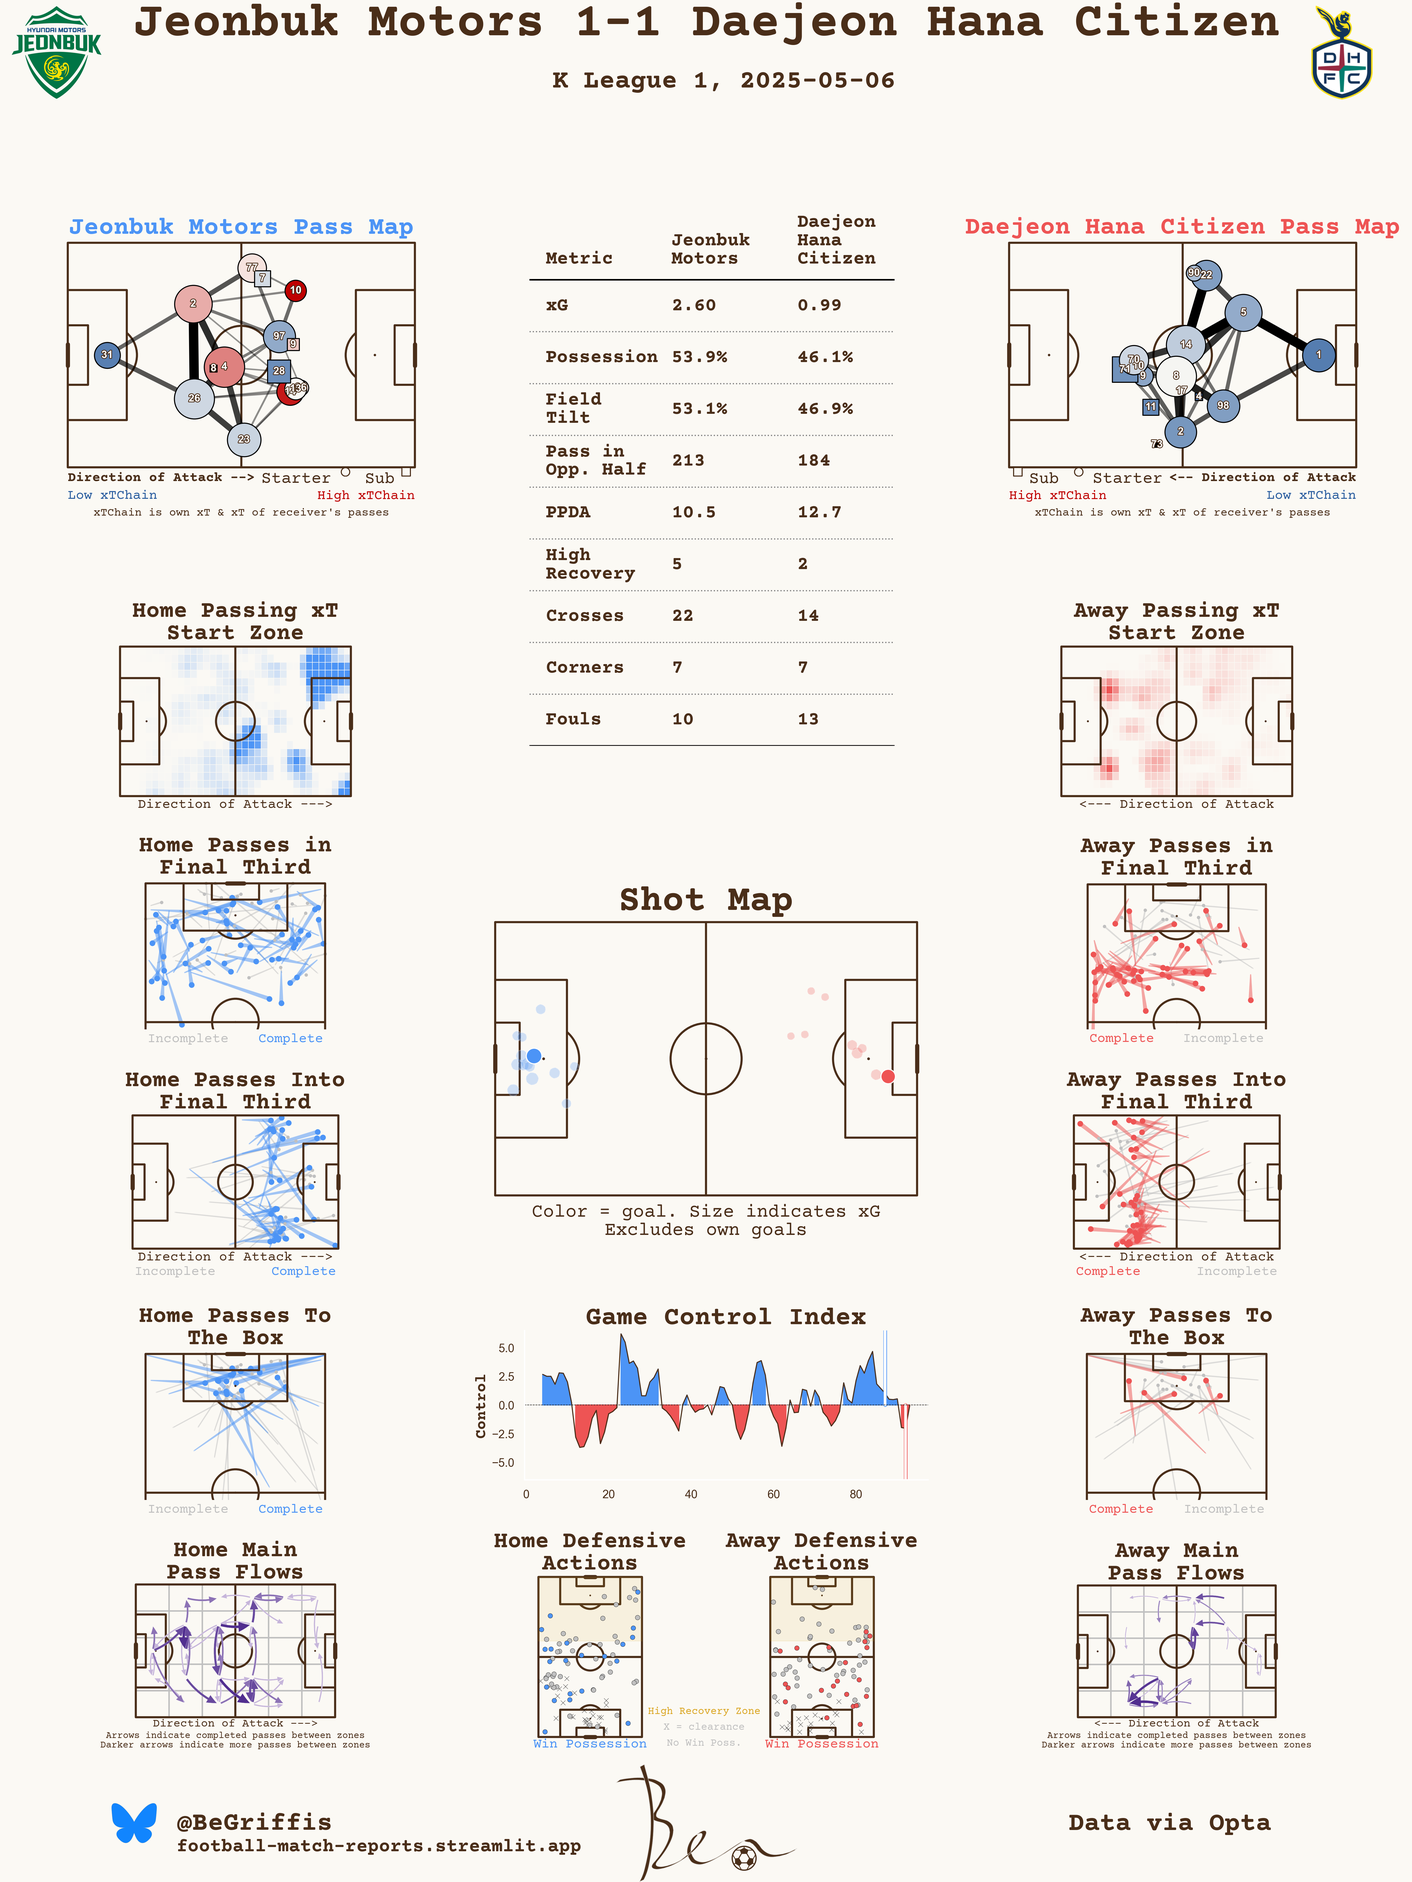 Jeonbuk Motors 1-1 Daejeon Hana Citizen
K League 1, 2025-05-06
HYUNDAI MOTORS
JEONBUK
D H
F C
Jeonbuk Motors Pass Map
77
7
10
2
97
9
31
8
4
28
26
36
23
Direction of Attack --> Starter Sub
Low xTChain High xTChain
xTChain is own xT & xT of receiver's passes
Metric Jeonbuk Motors Daejeon Hana Citizen
xG 2.60 0.99
Possession 53.9% 46.1%
Field Tilt 53.1% 46.9%
Pass in Opp. Half 213 184
PPDA 10.5 12.7
High Recovery 5 2
Crosses 22 14
Corners 7 7
Fouls 10 13
Daejeon Hana Citizen Pass Map
90
22
5
14
1
70
71
10
9
8
17
4
11
98
2
73
Sub Starter <-- Direction of Attack
High xTChain Low xTChain
xTChain is own xT & xT of receiver's passes
Home Passing xT
Start Zone
Direction of Attack --->
Away Passing xT
Start Zone
<--- Direction of Attack
Home Passes in
Final Third
Incomplete Complete
Away Passes in
Final Third
Complete Incomplete
Shot Map
Color = goal. Size indicates xG
Excludes own goals
Home Passes Into
Final Third
Direction of Attack --->
Incomplete Complete
Away Passes Into
Final Third
<--- Direction of Attack
Complete Incomplete
Home Passes To
The Box
Incomplete Complete
Game Control Index
Control
5.0
2.5
0.0
−2.5
−5.0
0 20 40 60 80
Away Passes To
The Box
Complete Incomplete
Home Main
Pass Flows
Direction of Attack --->
Arrows indicate completed passes between zones
Darker arrows indicate more passes between zones
Home Defensive
Actions
Win Possession
High Recovery Zone
X = clearance
No Win Poss.
Away Defensive
Actions
Win Possession
Away Main
Pass Flows
<--- Direction of Attack
Arrows indicate completed passes between zones
Darker arrows indicate more passes between zones
@BeGriffis
football-match-reports.streamlit.app
Ben
Data via Opta